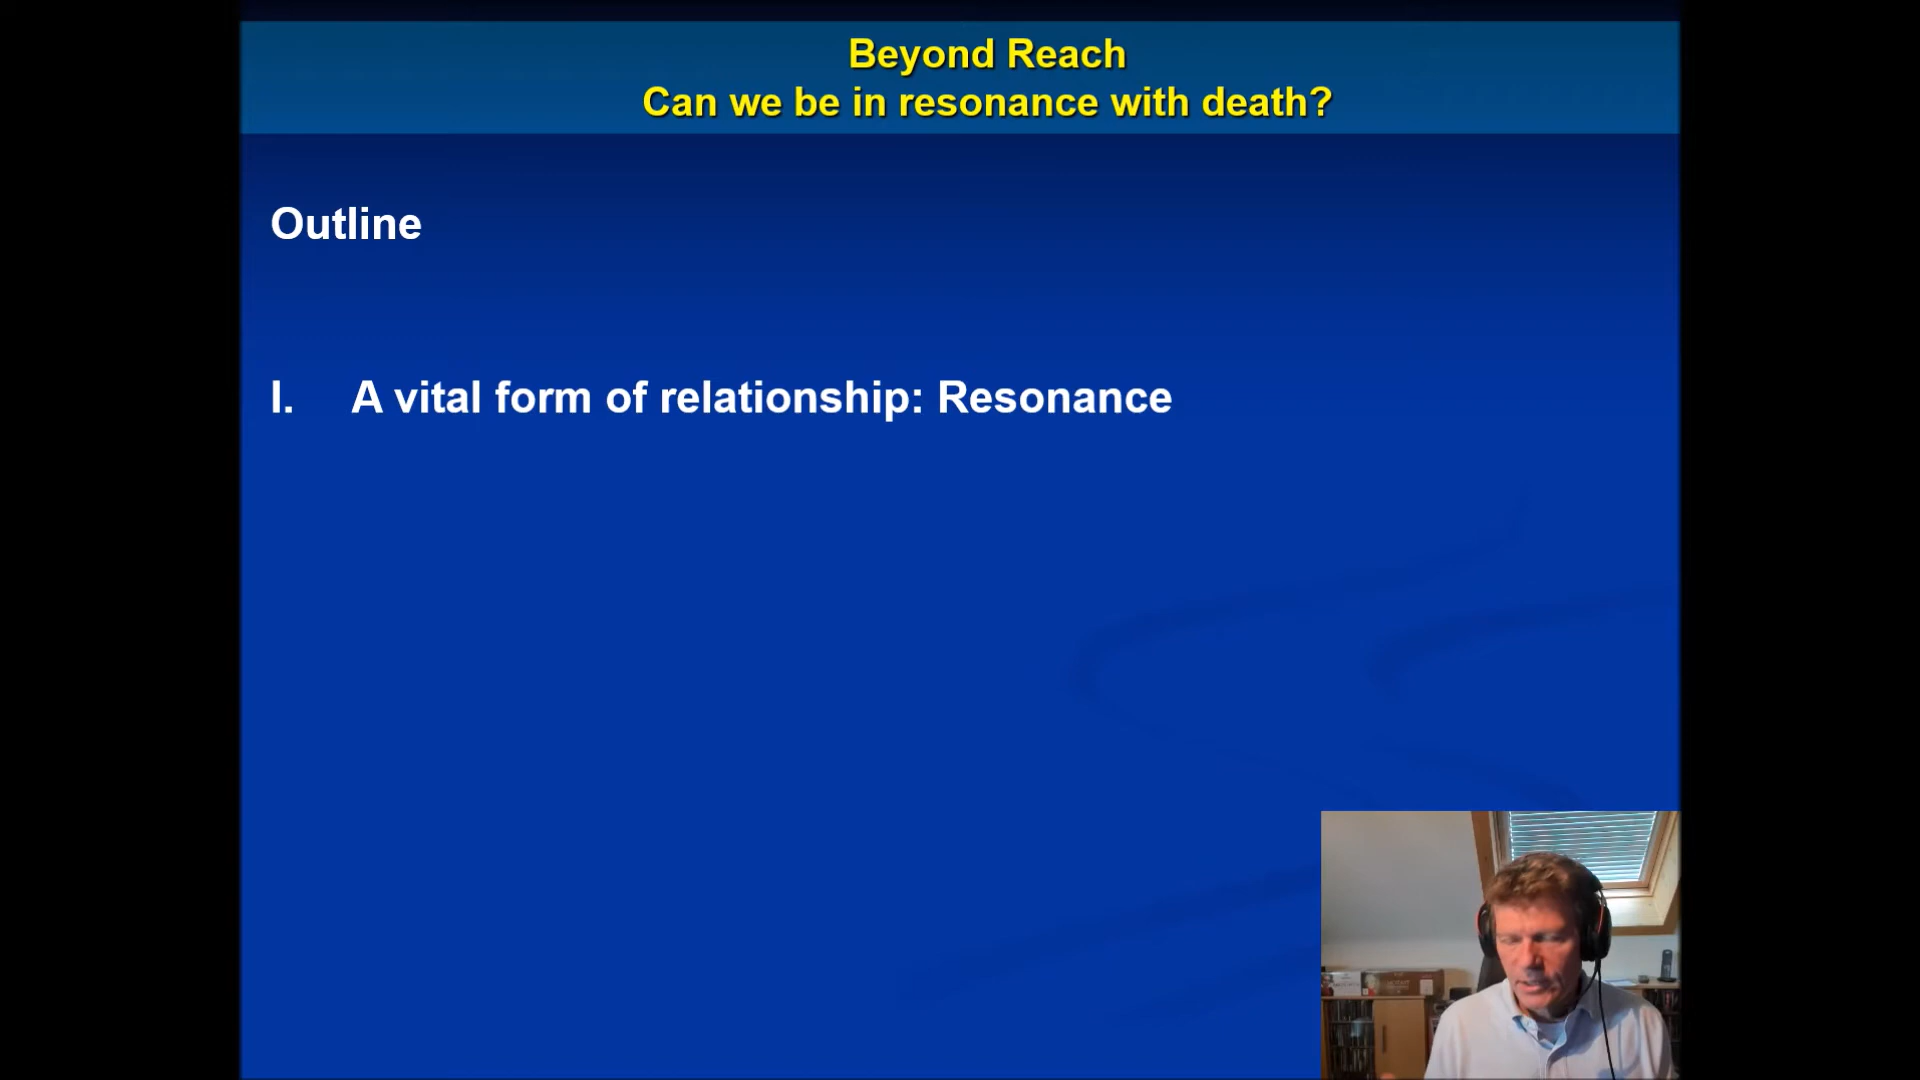 Beyond Reach
Can we be in resonance with death?
Outline
I. A vital form of relationship: Resonance